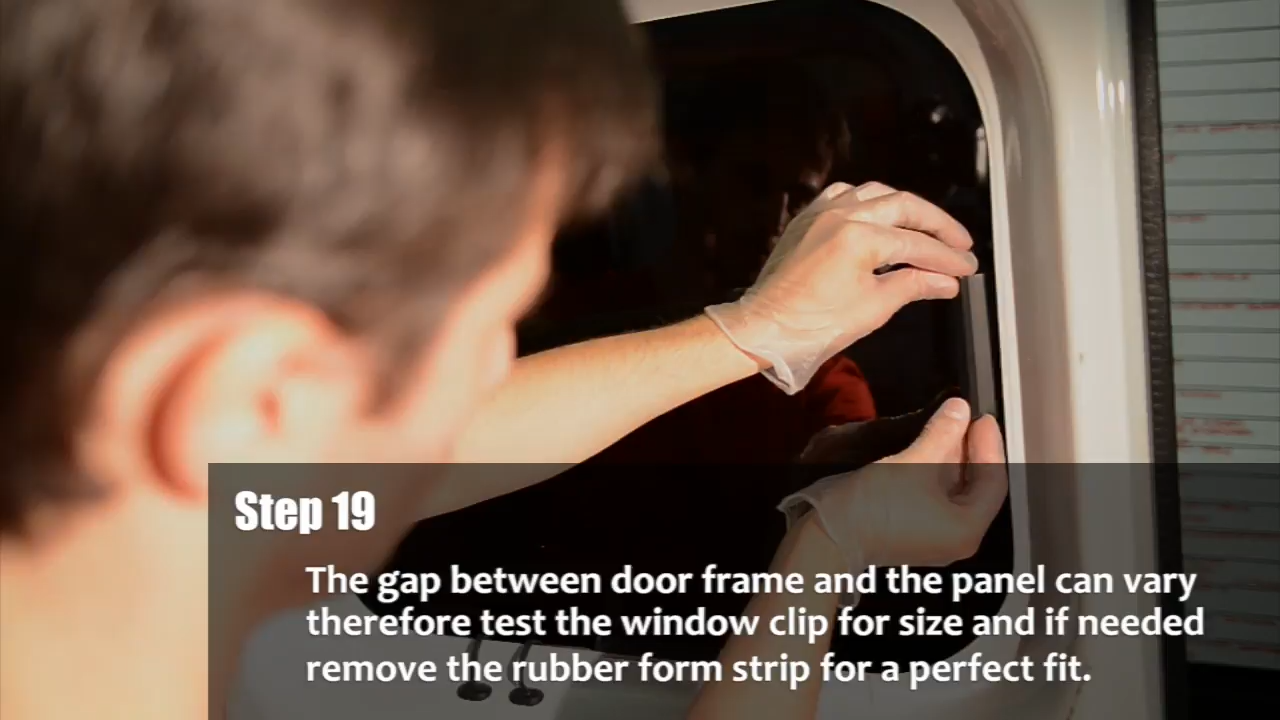 Step 19
The gap between door frame and the panel can vary
therefore test the window clip for size and if needed
remove the rubber form strip for a perfect fit.